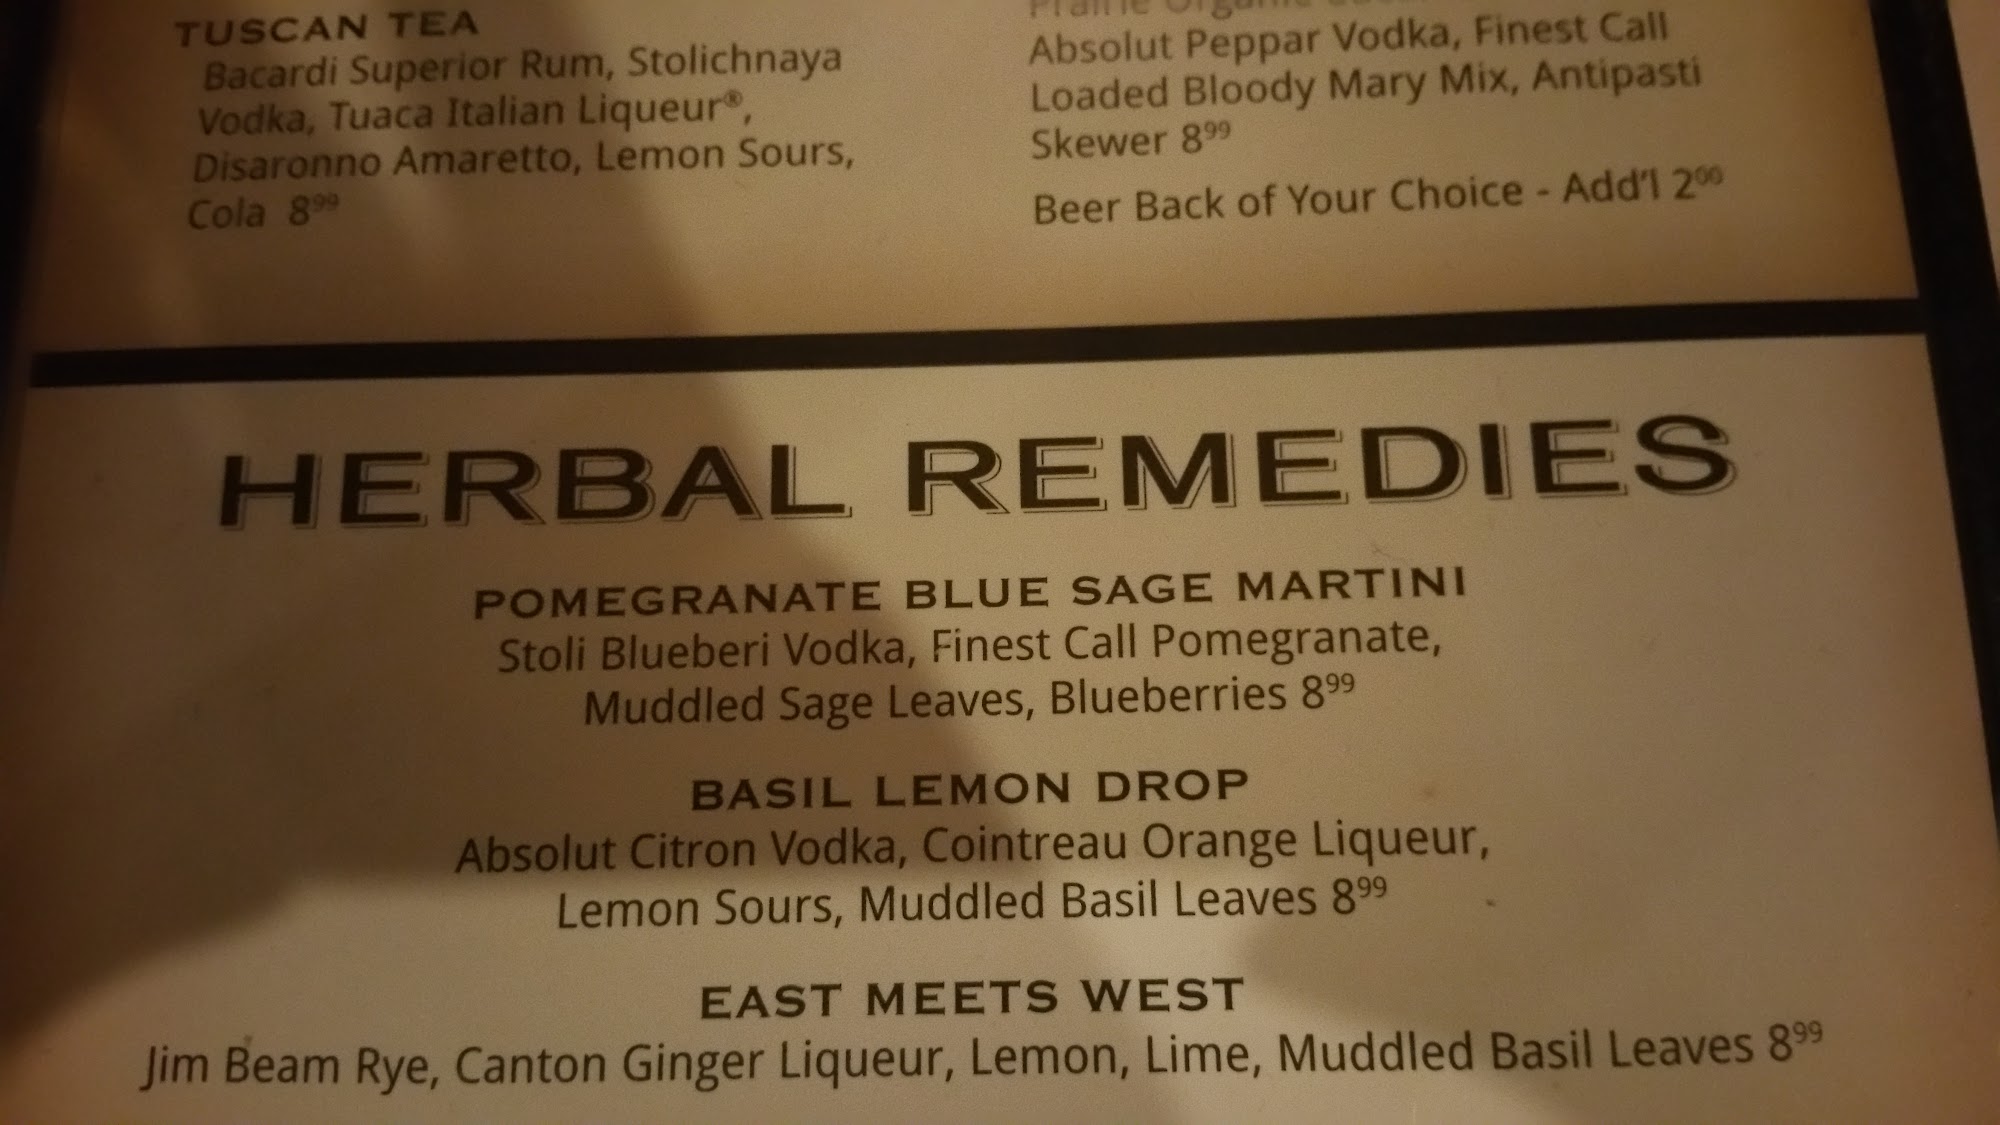 TUSCAN TEA
Bacardi Superior Rum, Stolichnaya
Vodka, Tuaca Italian Liqueur®,
Disaronno Amaretto, Lemon Sours,
Cola 8⁹⁹
Prairie Organic
Absolut Peppar Vodka, Finest Call
Loaded Bloody Mary Mix, Antipasti
Skewer 8⁹⁹
Beer Back of Your Choice - Add'l 2⁰⁰
HERBAL REMEDIES
POMEGRANATE BLUE SAGE MARTINI
Stoli Blueberi Vodka, Finest Call Pomegranate,
Muddled Sage Leaves, Blueberries 8⁹⁹
BASIL LEMON DROP
Absolut Citron Vodka, Cointreau Orange Liqueur,
Lemon Sours, Muddled Basil Leaves 8⁹⁹
EAST MEETS WEST
Jim Beam Rye, Canton Ginger Liqueur, Lemon, Lime, Muddled Basil Leaves 8⁹⁹